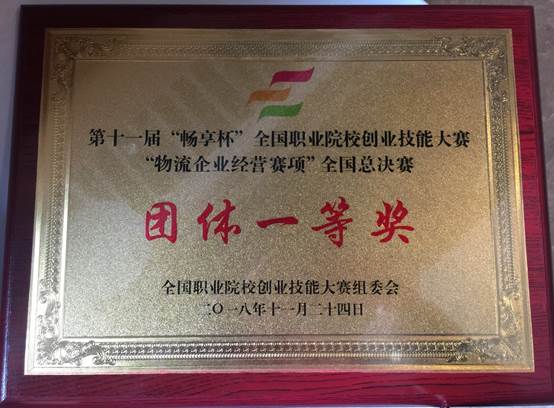 第十一届“畅享杯”全国职业院校创业技能大赛
“物流企业经营赛项”全国总决赛
团体一等奖
全国职业院校创业技能大赛组委会
二〇一八年十一月二十四日